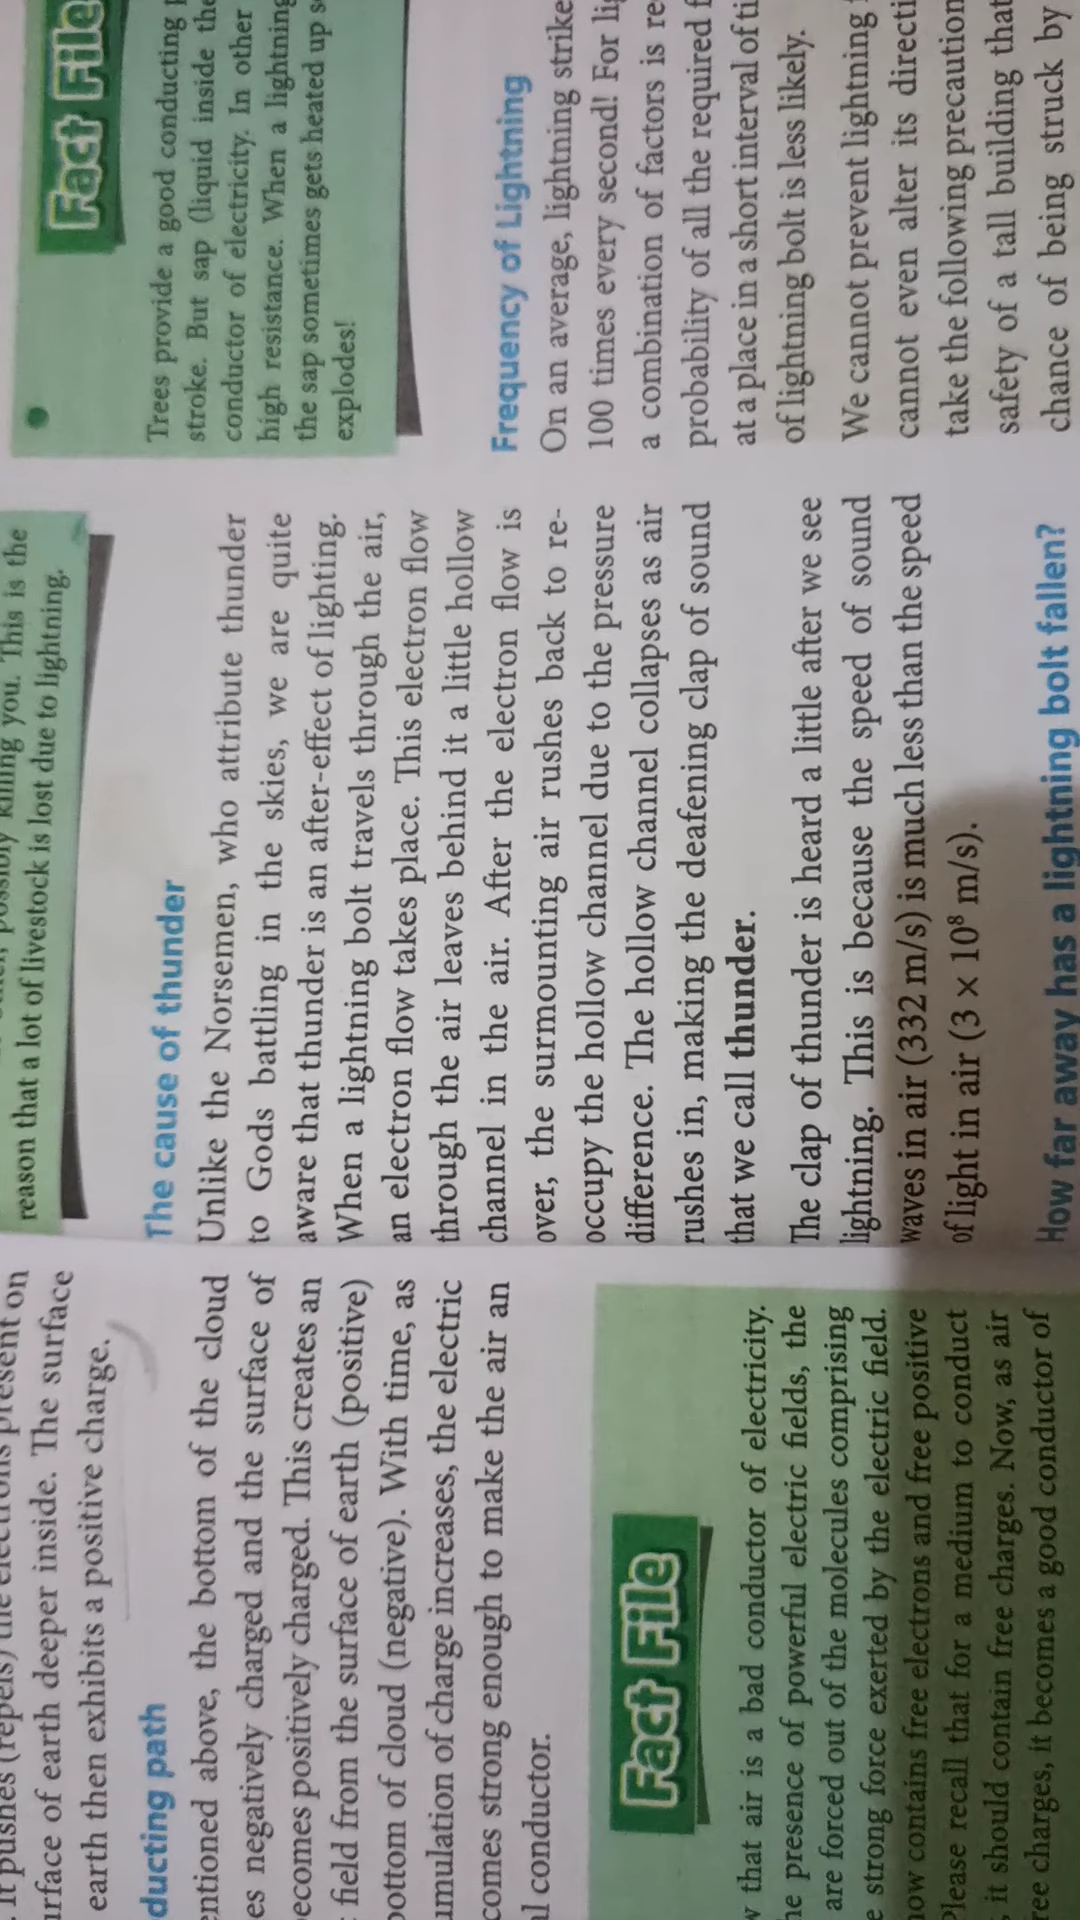 It pushes (repels) the electrons present on
surface of earth deeper inside. The surface
earth then exhibits a positive charge.
ducting path
entioned above, the bottom of the cloud
es negatively charged and the surface of
ecomes positively charged. This creates an
field from the surface of earth (positive)
bottom of cloud (negative). With time, as
umulation of charge increases, the electric
comes strong enough to make the air an
al conductor.
Fact File
w that air is a bad conductor of electricity.
he presence of powerful electric fields, the
are forced out of the molecules comprising
e strong force exerted by the electric field.
now contains free electrons and free positive
Please recall that for a medium to conduct
, it should contain free charges. Now, as air
ree charges, it becomes a good conductor of
possibly killing you. This is the
reason that a lot of livestock is lost due to lightning.
The cause of thunder
Unlike the Norsemen, who attribute thunder
to Gods battling in the skies, we are quite
aware that thunder is an after-effect of lighting.
When a lightning bolt travels through the air,
an electron flow takes place. This electron flow
through the air leaves behind it a little hollow
channel in the air. After the electron flow is
over, the surmounting air rushes back to re-
occupy the hollow channel due to the pressure
difference. The hollow channel collapses as air
rushes in, making the deafening clap of sound
that we call thunder.
The clap of thunder is heard a little after we see
lightning. This is because the speed of sound
waves in air (332 m/s) is much less than the speed
of light in air (3 × 10⁸ m/s).
How far away has a lightning bolt fallen?
Fact File
Trees provide a good conducting
stroke. But sap (liquid inside the
conductor of electricity. In other
high resistance. When a lightning
the sap sometimes gets heated up
explodes!
Frequency of Lightning
On an average, lightning strike
100 times every second! For
a combination of factors is
probability of all the required
at a place in a short interval of
of lightning bolt is less likely.
We cannot prevent lightning
cannot even alter its directi
take the following precaution
safety of a tall building that
chance of being struck by